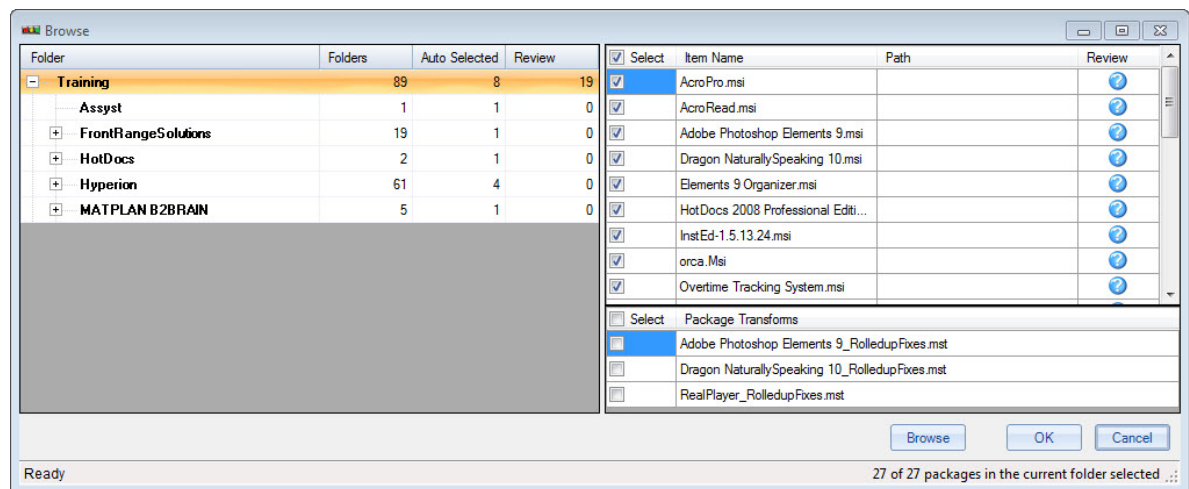 Browse
Folder Folders Auto Selected Review
Training 89 8 19
Assyst 1 1 0
FrontRangeSolutions 19 1 0
HotDocs 2 1 0
Hyperion 61 4 0
MATPLAN B2BRAIN 5 1 0
Select Item Name Path Review
AcroPro.msi
AcroRead.msi
Adobe Photoshop Elements 9.msi
Dragon NaturallySpeaking 10.msi
Elements 9 Organizer.msi
HotDocs 2008 Professional Editi...
InstEd-1.5.13.24.msi
orca.Msi
Overtime Tracking System.msi
Select Package Transforms
Adobe Photoshop Elements 9_RolledupFixes.mst
Dragon NaturallySpeaking 10_RolledupFixes.mst
RealPlayer_RolledupFixes.mst
Browse OK Cancel
Ready 27 of 27 packages in the current folder selected